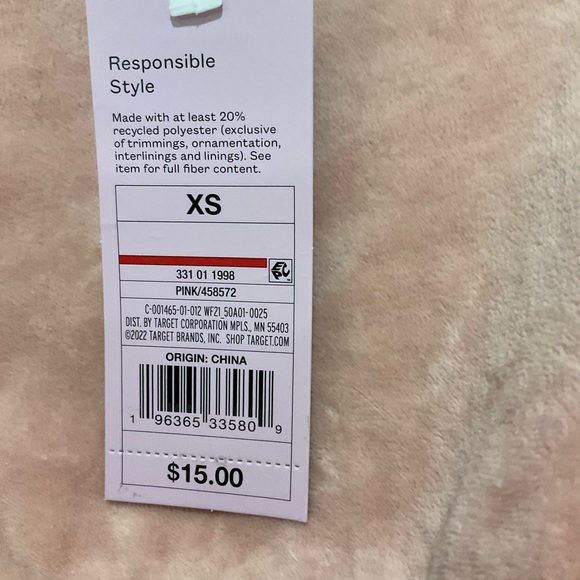 Responsible
Style
Made with at least 20%
recycled polyester (exclusive
of trimmings, ornamentation,
interlinings and linings). See
item for full fiber content.
XS
331 01 1998
PINK/458572
C-001465-01-012 WF21_50A01-0025
DIST. BY TARGET CORPORATION MPLS., MN 55403
©2022 TARGET BRANDS, INC. SHOP TARGET.COM
ORIGIN: CHINA
1 96365 33580 9
$15.00